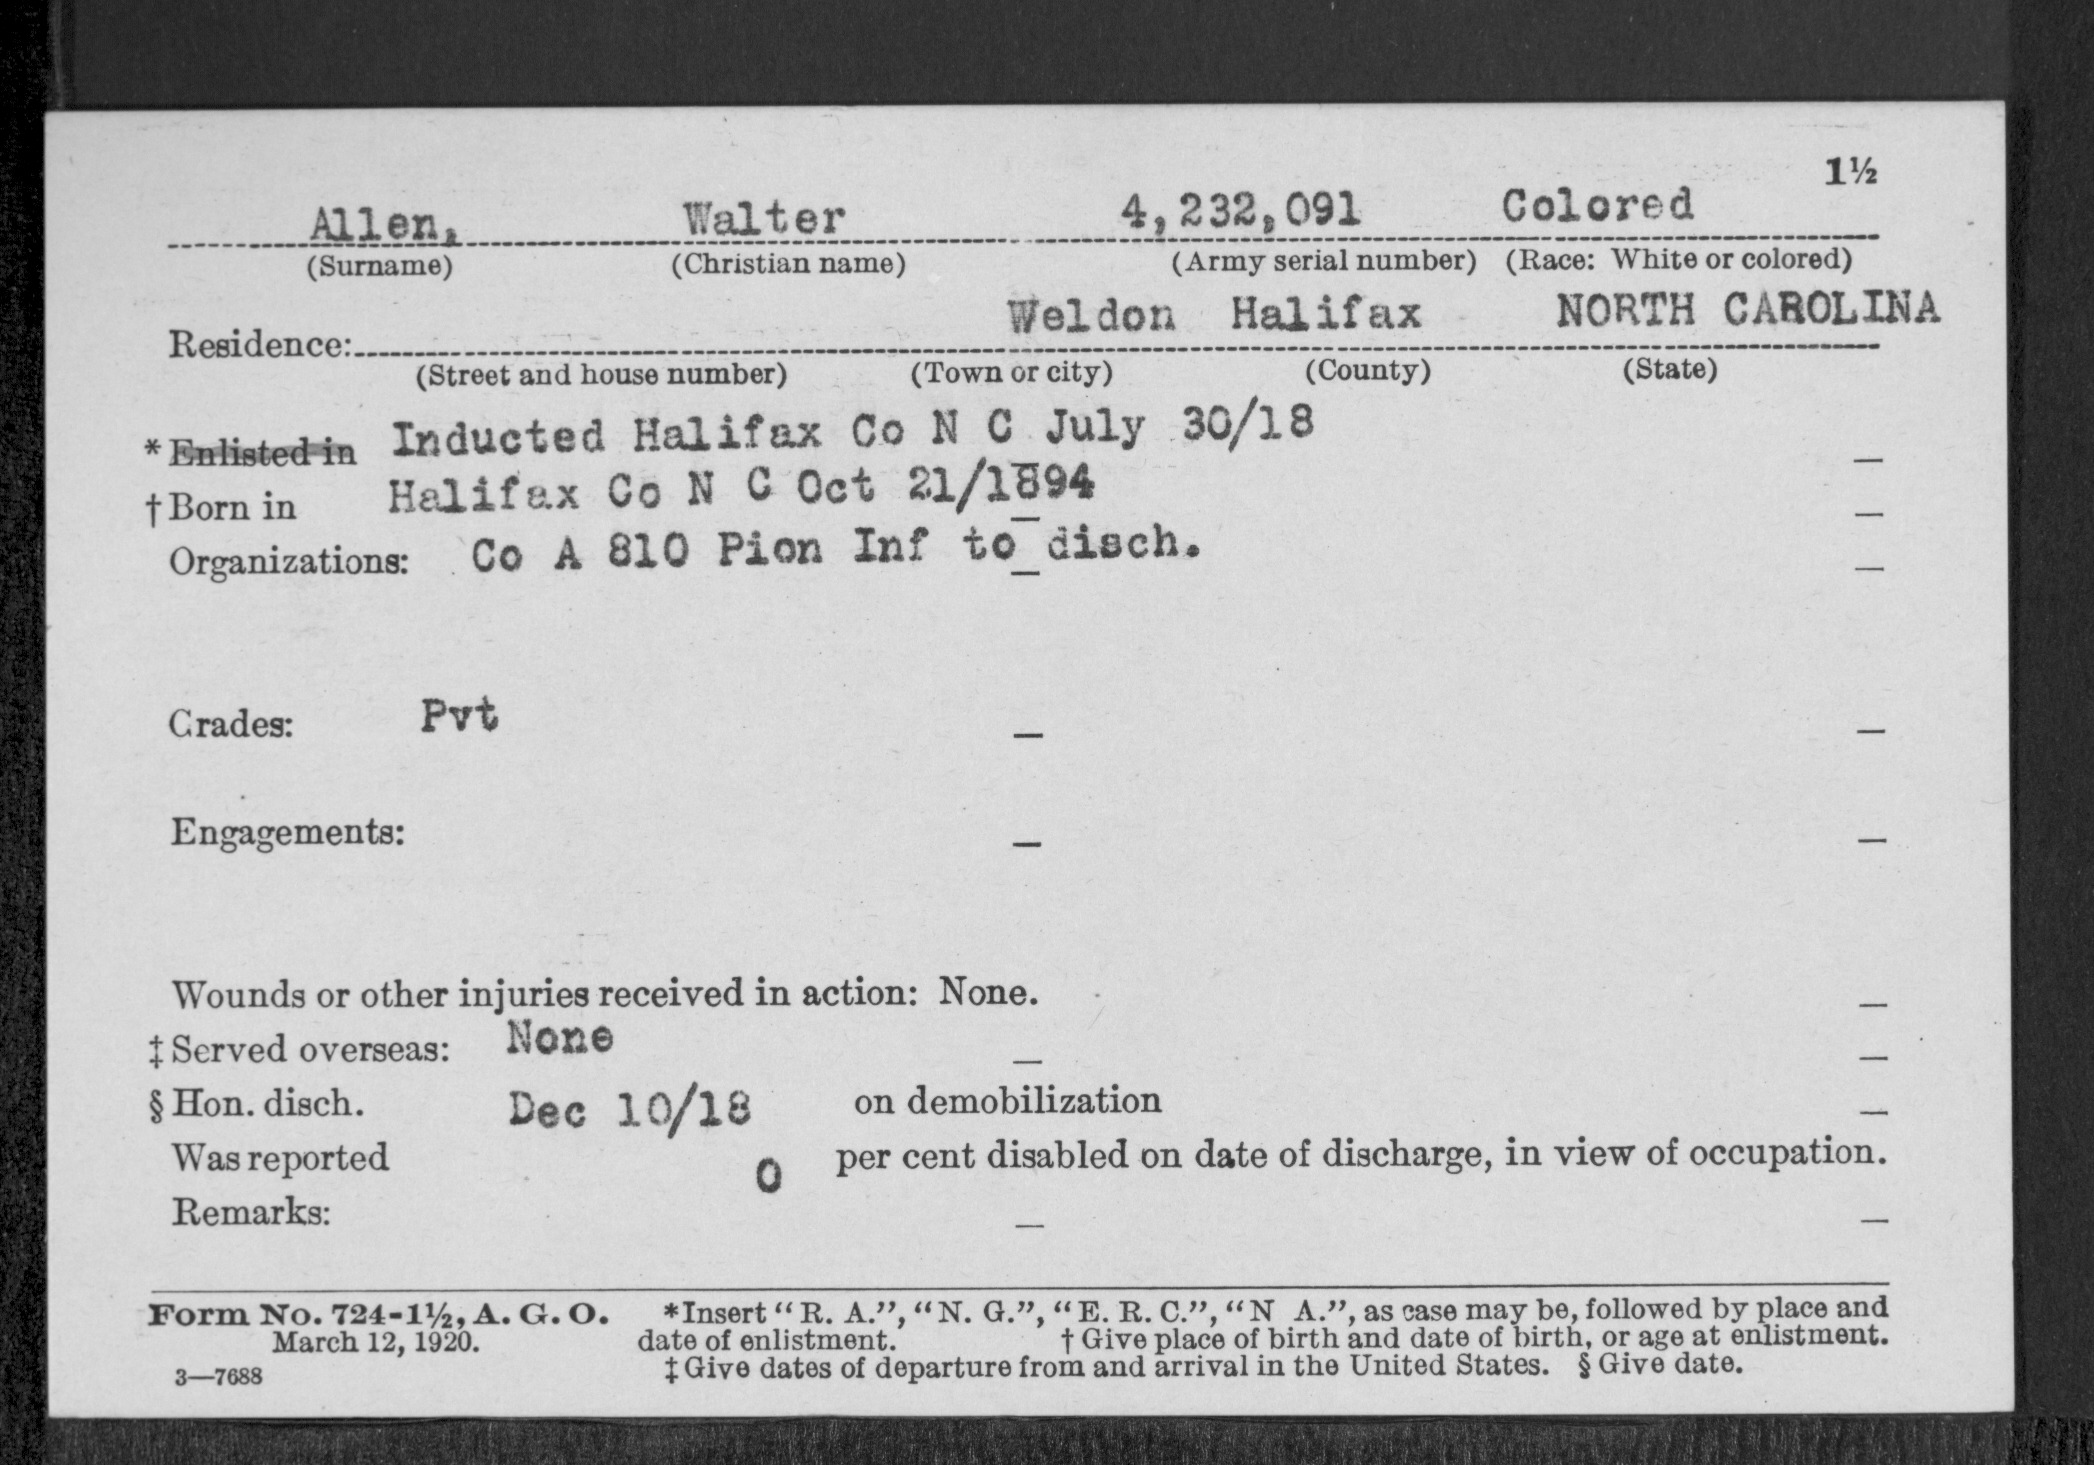 1½
Allen, Walter 4,232,091 Colored
(Surname) (Christian name) (Army serial number) (Race: White or colored)
Weldon Halifax NORTH CAROLINA
Residence:
(Street and house number) (Town or city) (County) (State)
* Enlisted in Inducted Halifax Co N C July 30/18
† Born in Halifax Co N C Oct 21/1894
Organizations: Co A 810 Pion Inf to disch.
Grades: Pvt
Engagements:
Wounds or other injuries received in action: None.
‡ Served overseas: None
§ Hon. disch. Dec 10/18 on demobilization
Was reported 0 per cent disabled on date of discharge, in view of occupation.
Remarks:
Form No. 724-1½, A. G. O. *Insert “R. A.”, “N. G.”, “E. R. C.”, “N A.”, as case may be, followed by place and
March 12, 1920. date of enlistment. † Give place of birth and date of birth, or age at enlistment.
3—7688 ‡ Give dates of departure from and arrival in the United States. § Give date.